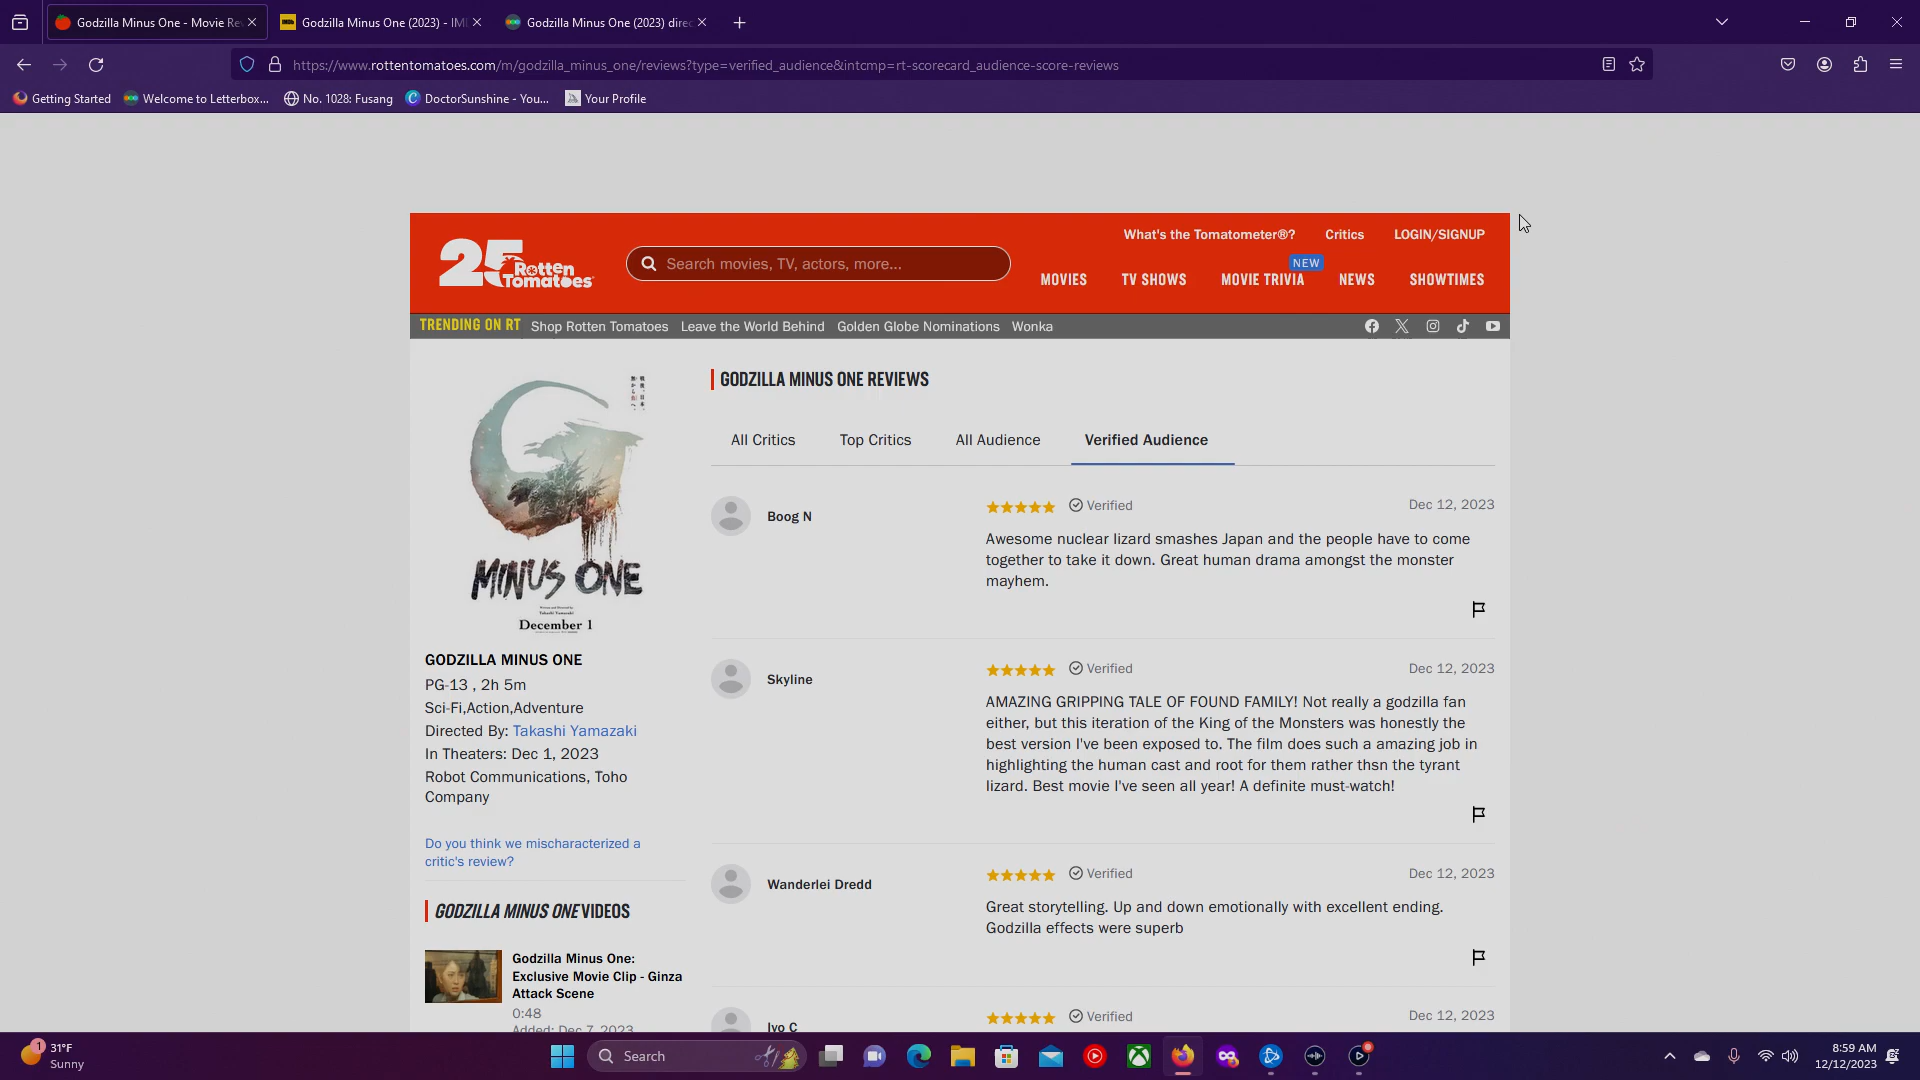 Godzilla Minus One - Movie Re
Godzilla Minus One (2023) - IM
Godzilla Minus One (2023) direc
https://www.rottentomatoes.com/m/godzilla_minus_one/reviews?type=verified_audience&intcmp=rt-scorecard_audience-score-reviews
Getting Started
Welcome to Letterbox...
No. 1028: Fusang
DoctorSunshine - You...
Your Profile
What's the Tomatometer®?
Critics
LOGIN/SIGNUP
25 Rotten Tomatoes
Search movies, TV, actors, more...
MOVIES
TV SHOWS
MOVIE TRIVIA
NEW
NEWS
SHOWTIMES
TRENDING ON RT
Shop Rotten Tomatoes
Leave the World Behind
Golden Globe Nominations
Wonka
MINUS ONE
Takashi Yamazaki
December 1
GODZILLA MINUS ONE
PG-13 , 2h 5m
Sci-Fi,Action,Adventure
Directed By: Takashi Yamazaki
In Theaters: Dec 1, 2023
Robot Communications, Toho
Company
Do you think we mischaracterized a
critic's review?
GODZILLA MINUS ONE VIDEOS
Godzilla Minus One:
Exclusive Movie Clip - Ginza
Attack Scene
0:48
Added: Dec 7, 2023
GODZILLA MINUS ONE REVIEWS
All Critics
Top Critics
All Audience
Verified Audience
Boog N
Verified
Dec 12, 2023
Awesome nuclear lizard smashes Japan and the people have to come
together to take it down. Great human drama amongst the monster
mayhem.
Skyline
Verified
Dec 12, 2023
AMAZING GRIPPING TALE OF FOUND FAMILY! Not really a godzilla fan
either, but this iteration of the King of the Monsters was honestly the
best version I've been exposed to. The film does such a amazing job in
highlighting the human cast and root for them rather thsn the tyrant
lizard. Best movie I've seen all year! A definite must-watch!
Wanderlei Dredd
Verified
Dec 12, 2023
Great storytelling. Up and down emotionally with excellent ending.
Godzilla effects were superb
Ivo C
Verified
Dec 12, 2023
1
31°F
Sunny
Search
8:59 AM
12/12/2023